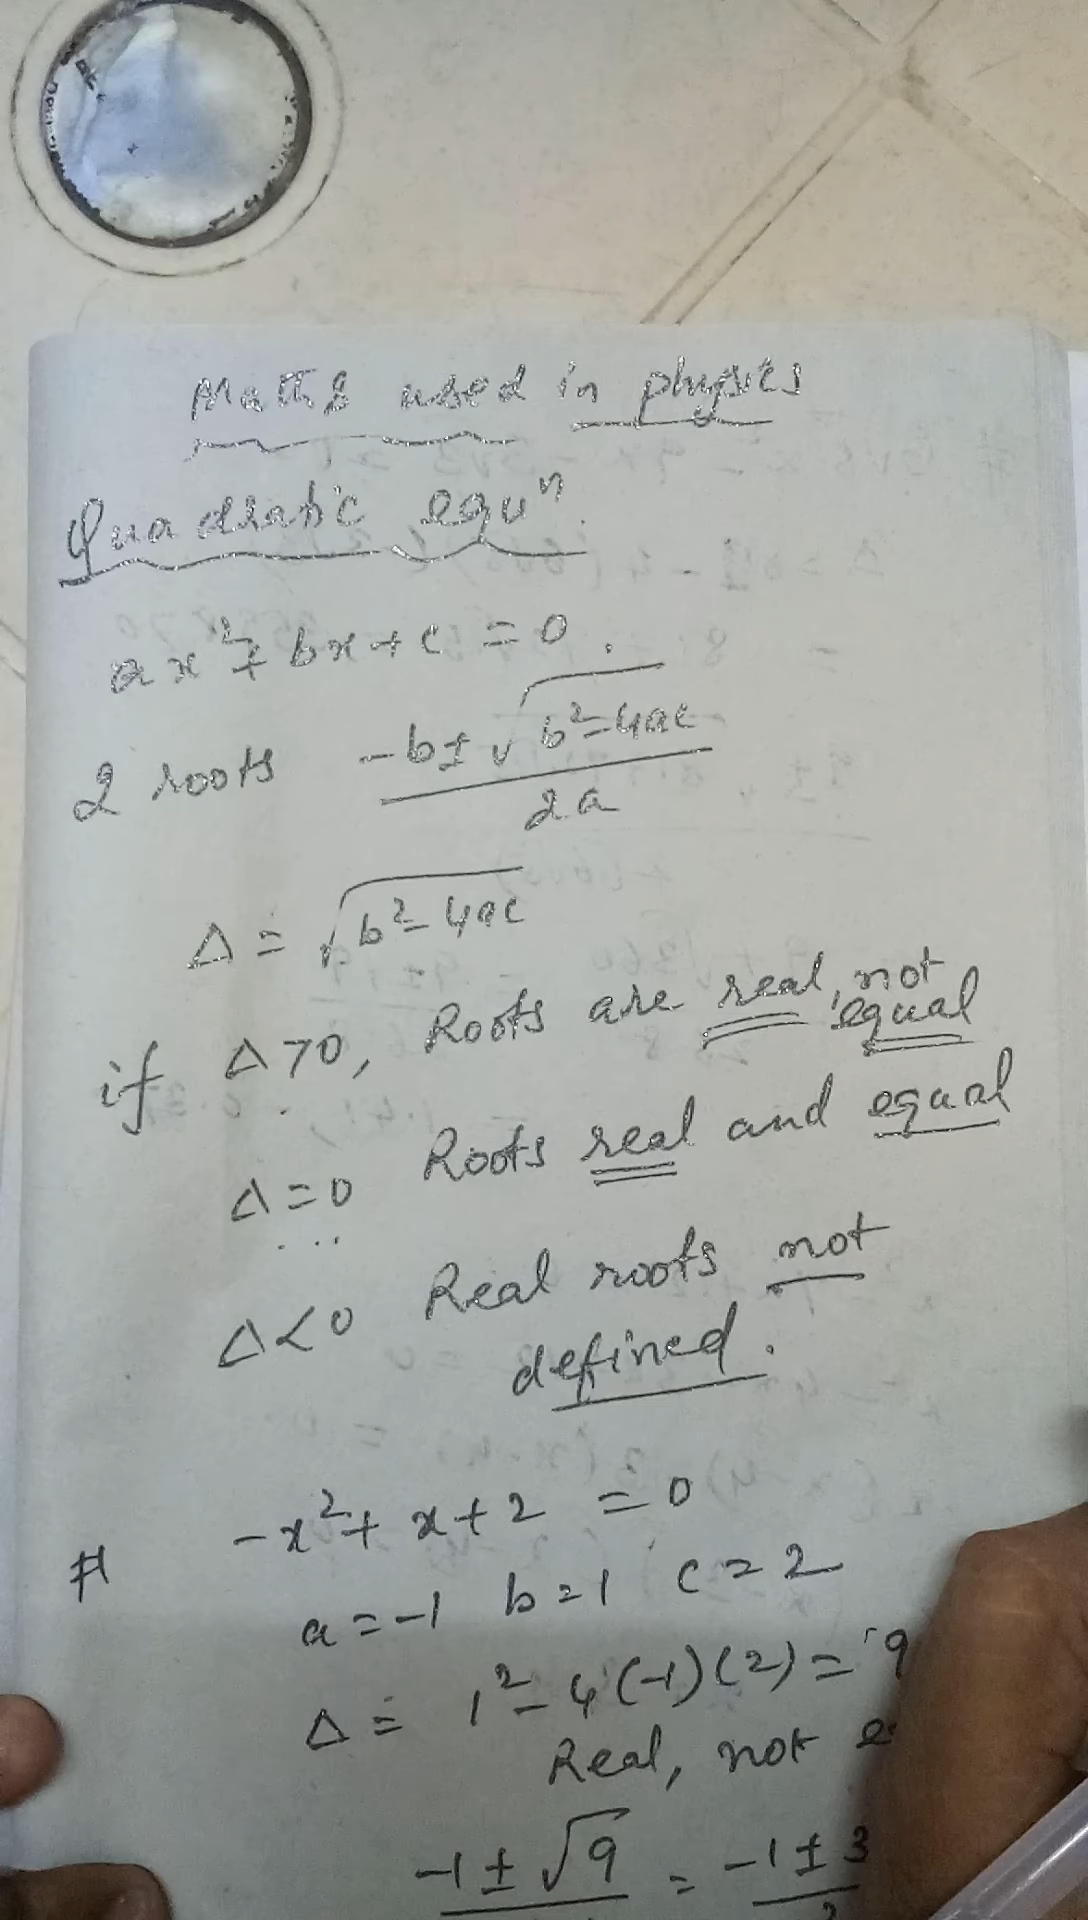 Maths used in physics
Quadratic equⁿ.
ax² + bx + c = 0.
2 roots -b ± √b² - 4ac
2a
Δ = √b² - 4ac
if Δ > 0, Roots are real, not equal
Δ = 0 Roots real and equal
Δ < 0 Real roots not
defined.
# -x² + x + 2 = 0
a = -1 b = 1 c = 2
Δ = 1² - 4(-1)(2) = 9
Real, not
-1 ± √9 = -1 ± 3